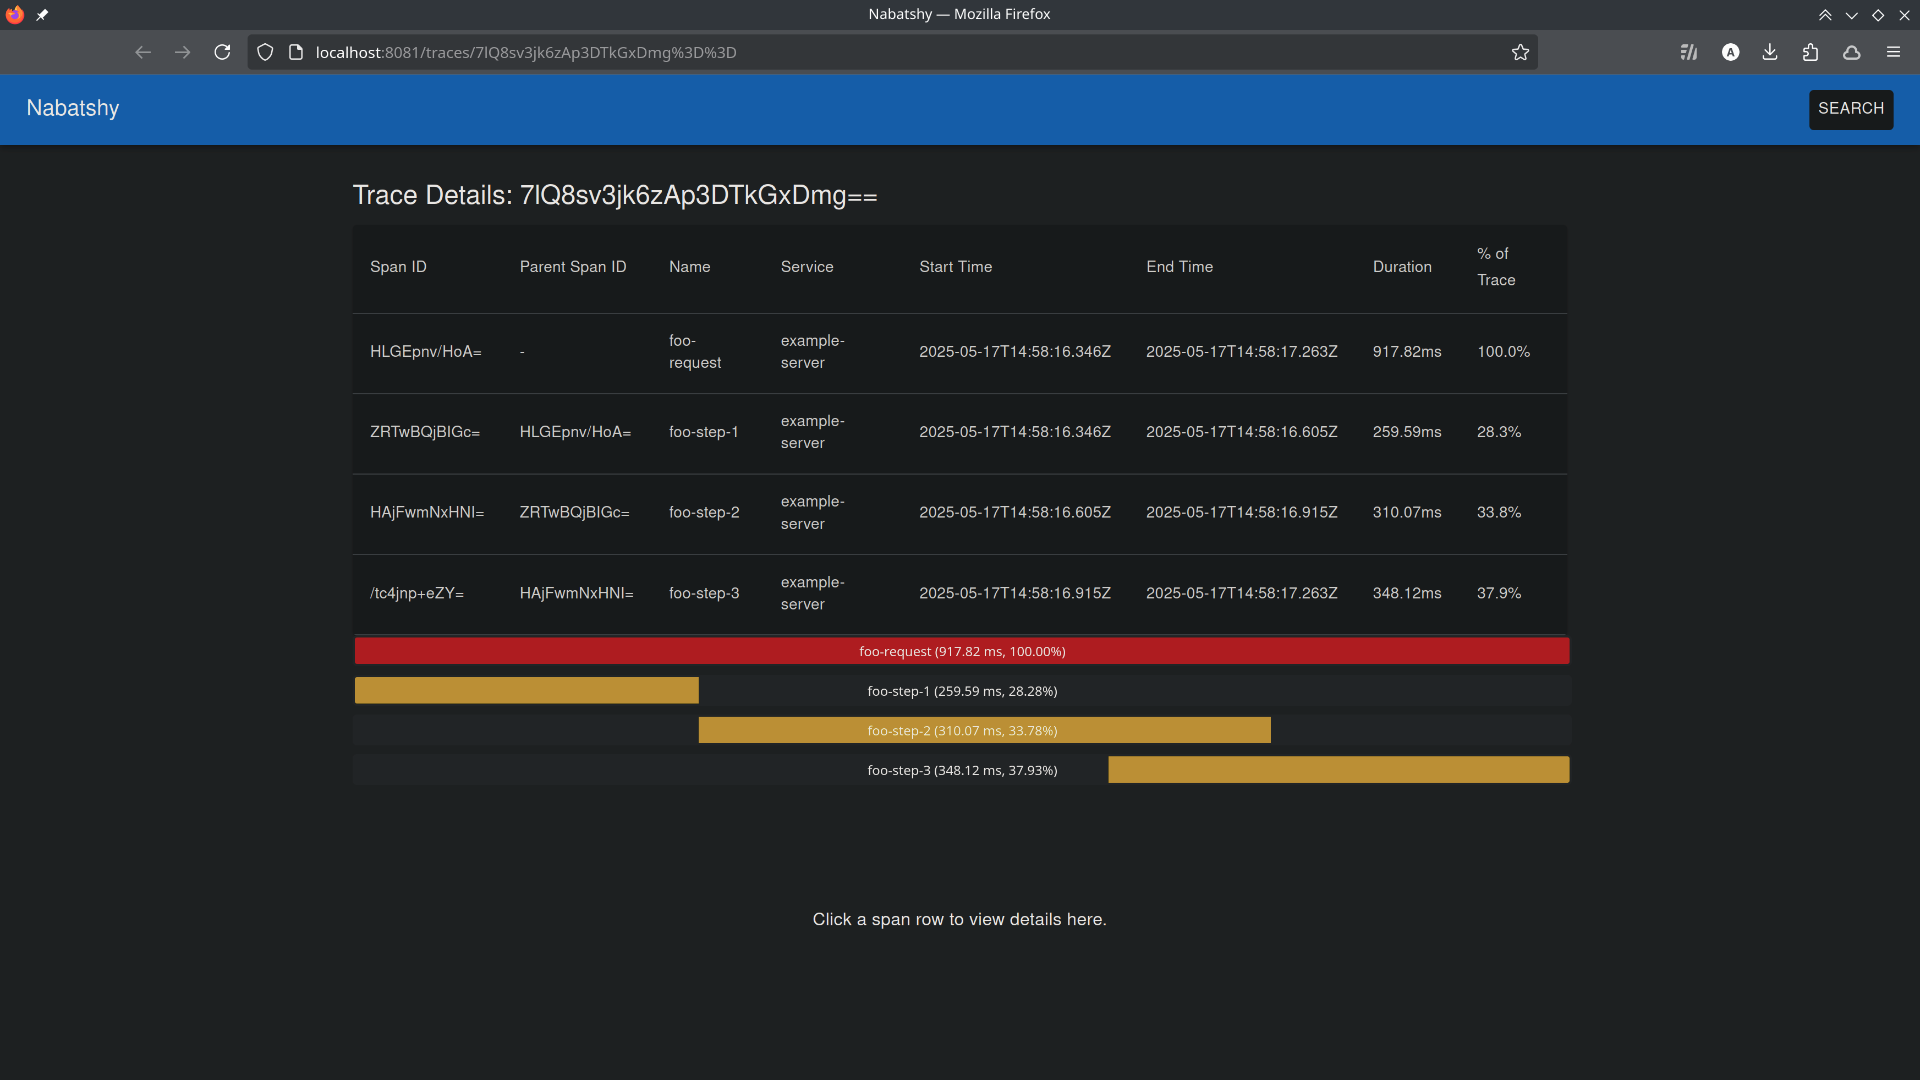 Nabatshy — Mozilla Firefox
localhost:8081/traces/7lQ8sv3jk6zAp3DTkGxDmg%3D%3D
A
Nabatshy
SEARCH
Trace Details: 7lQ8sv3jk6zAp3DTkGxDmg==
Span ID Parent Span ID Name Service Start Time End Time Duration % of Trace
HLGEpnv/HoA= - foo-request example-server 2025-05-17T14:58:16.346Z 2025-05-17T14:58:17.263Z 917.82ms 100.0%
ZRTwBQjBIGc= HLGEpnv/HoA= foo-step-1 example-server 2025-05-17T14:58:16.346Z 2025-05-17T14:58:16.605Z 259.59ms 28.3%
HAjFwmNxHNI= ZRTwBQjBIGc= foo-step-2 example-server 2025-05-17T14:58:16.605Z 2025-05-17T14:58:16.915Z 310.07ms 33.8%
/tc4jnp+eZY= HAjFwmNxHNI= foo-step-3 example-server 2025-05-17T14:58:16.915Z 2025-05-17T14:58:17.263Z 348.12ms 37.9%
foo-request (917.82 ms, 100.00%)
foo-step-1 (259.59 ms, 28.28%)
foo-step-2 (310.07 ms, 33.78%)
foo-step-3 (348.12 ms, 37.93%)
Click a span row to view details here.